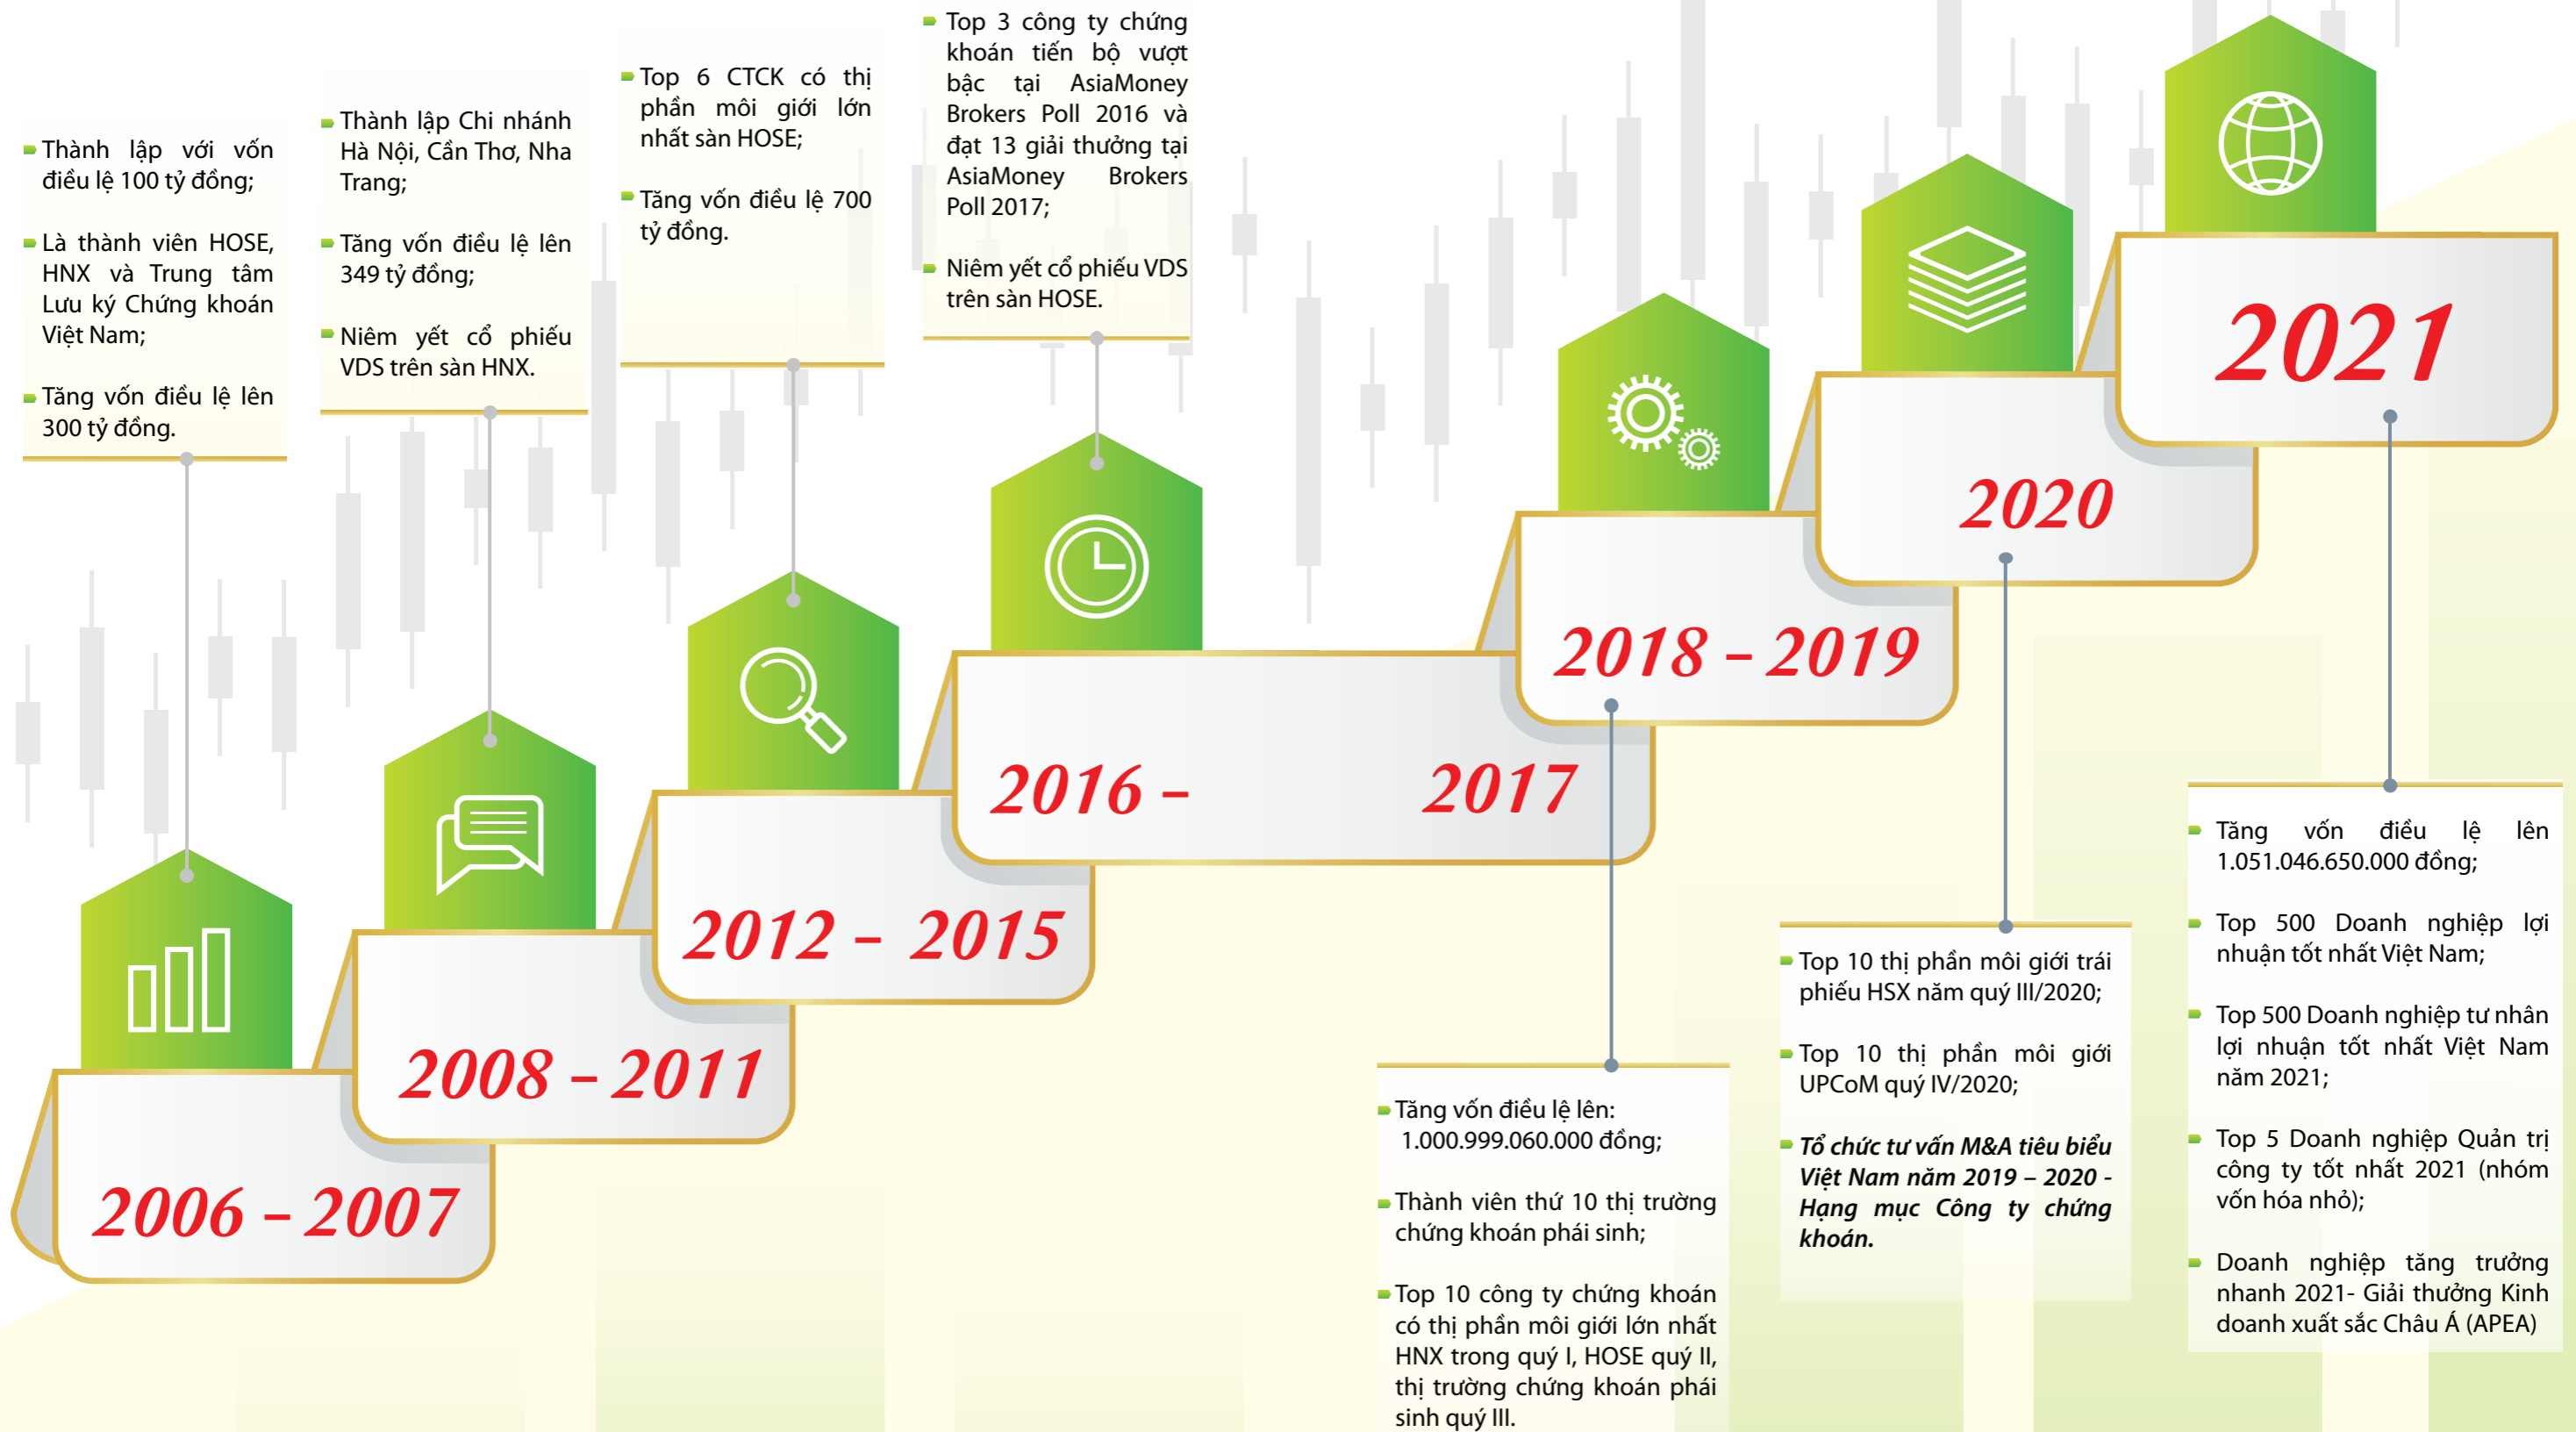 Thành lập với vốn
điều lệ 100 tỷ đồng;
Là thành viên HOSE,
HNX và Trung tâm
Lưu ký Chứng khoán
Việt Nam;
Tăng vốn điều lệ lên
300 tỷ đồng.
2006 – 2007
Thành lập Chi nhánh
Hà Nội, Cần Thơ, Nha
Trang;
Tăng vốn điều lệ lên
349 tỷ đồng;
Niêm yết cổ phiếu
VDS trên sàn HNX.
2008 – 2011
Top 6 CTCK có thị
phần môi giới lớn
nhất sàn HOSE;
Tăng vốn điều lệ 700
tỷ đồng.
2012 – 2015
Top 3 công ty chứng
khoán tiến bộ vượt
bậc tại AsiaMoney
Brokers Poll 2016 và
đạt 13 giải thưởng tại
AsiaMoney Brokers
Poll 2017;
Niêm yết cổ phiếu VDS
trên sàn HOSE.
2016 – 2017
2018 – 2019
Tăng vốn điều lệ lên:
1.000.999.060.000 đồng;
Thành viên thứ 10 thị trường
chứng khoán phái sinh;
Top 10 công ty chứng khoán
có thị phần môi giới lớn nhất
HNX trong quý I, HOSE quý II,
thị trường chứng khoán phái
sinh quý III.
2020
Top 10 thị phần môi giới trái
phiếu HSX năm quý III/2020;
Top 10 thị phần môi giới
UPCoM quý IV/2020;
Tổ chức tư vấn M&A tiêu biểu
Việt Nam năm 2019 – 2020 -
Hạng mục Công ty chứng
khoán.
2021
Tăng vốn điều lệ lên
1.051.046.650.000 đồng;
Top 500 Doanh nghiệp lợi
nhuận tốt nhất Việt Nam;
Top 500 Doanh nghiệp tư nhân
lợi nhuận tốt nhất Việt Nam
năm 2021;
Top 5 Doanh nghiệp Quản trị
công ty tốt nhất 2021 (nhóm
vốn hóa nhỏ);
Doanh nghiệp tăng trưởng
nhanh 2021- Giải thưởng Kinh
doanh xuất sắc Châu Á (APEA)